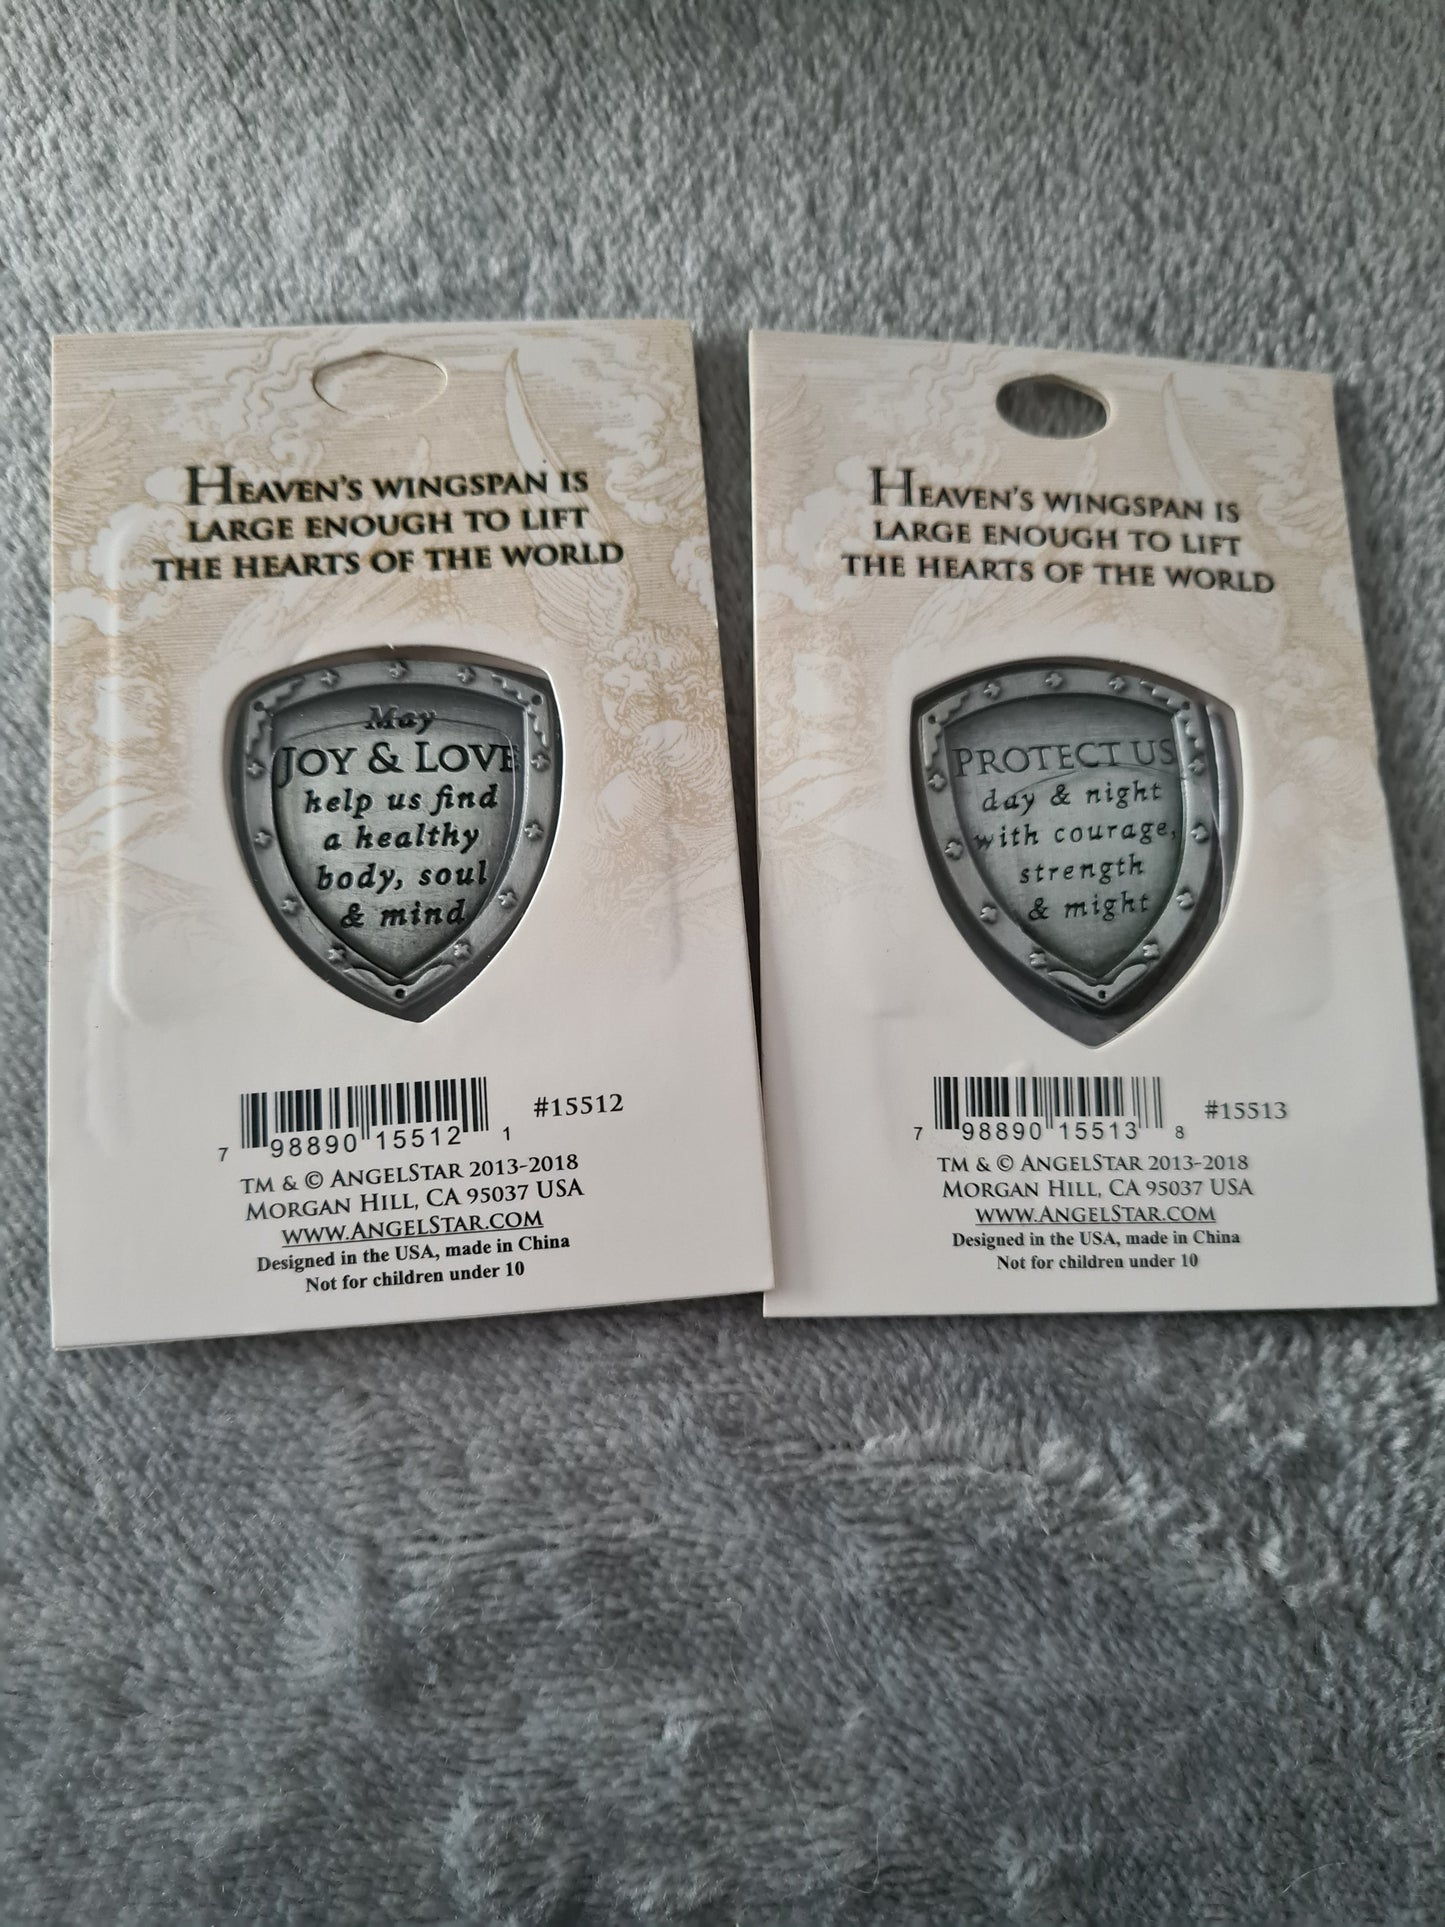 HEAVEN'S WINGSPAN IS
LARGE ENOUGH TO LIFT
THE HEARTS OF THE WORLD
May
JOY & LOVE
help us find
a healthy
body, soul
& mind
#15512
7 98890 15512 1
TM & © ANGELSTAR 2013-2018
MORGAN HILL, CA 95037 USA
WWW.ANGELSTAR.COM
Designed in the USA, made in China
Not for children under 10
HEAVEN'S WINGSPAN IS
LARGE ENOUGH TO LIFT
THE HEARTS OF THE WORLD
PROTECT US
day & night
with courage,
strength
& might
#15513
7 98890 15513 8
TM & © ANGELSTAR 2013-2018
MORGAN HILL, CA 95037 USA
WWW.ANGELSTAR.COM
Designed in the USA, made in China
Not for children under 10